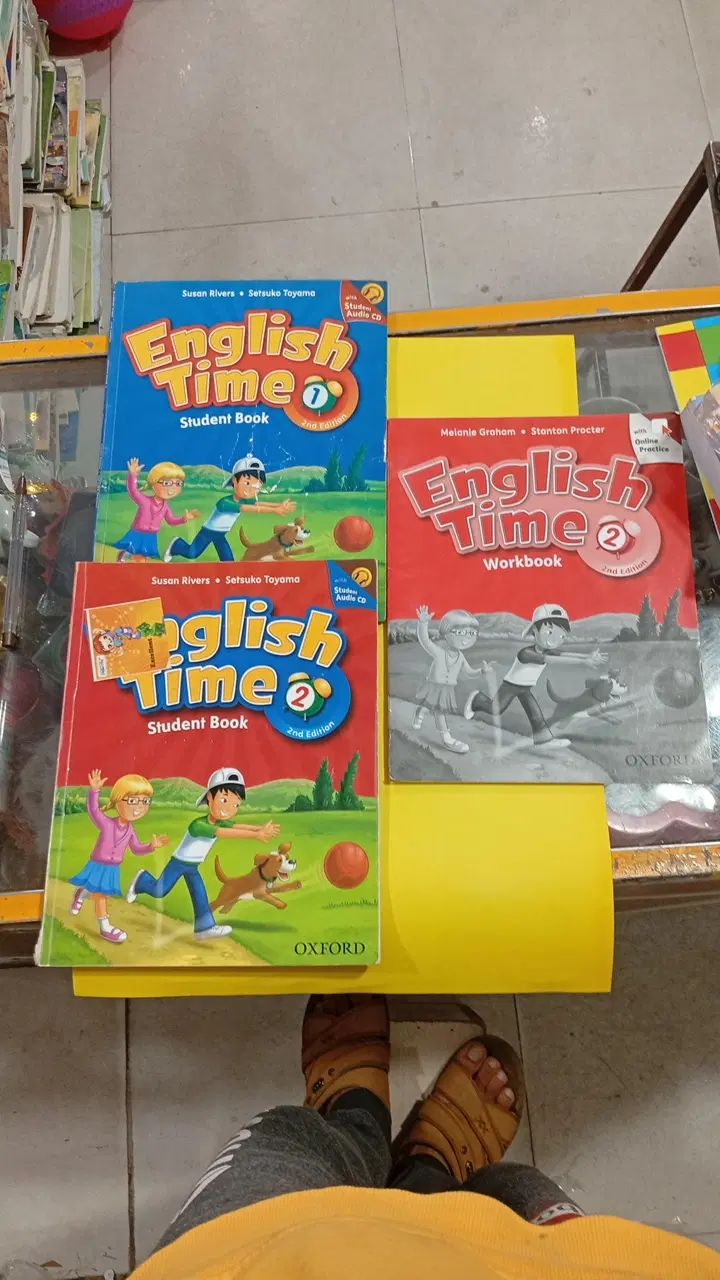 Susan Rivers • Setsuko Toyama
with
Student
Audio CD
English
Time 1
Student Book
2nd Edition
Melanie Graham • Stanton Procter
with
Online
Practice
English
Time 2
Workbook
2nd Edition
OXFORD
Susan Rivers • Setsuko Toyama
with
Student
Audio CD
English
Time 2
Student Book
2nd Edition
Excellent
OXFORD